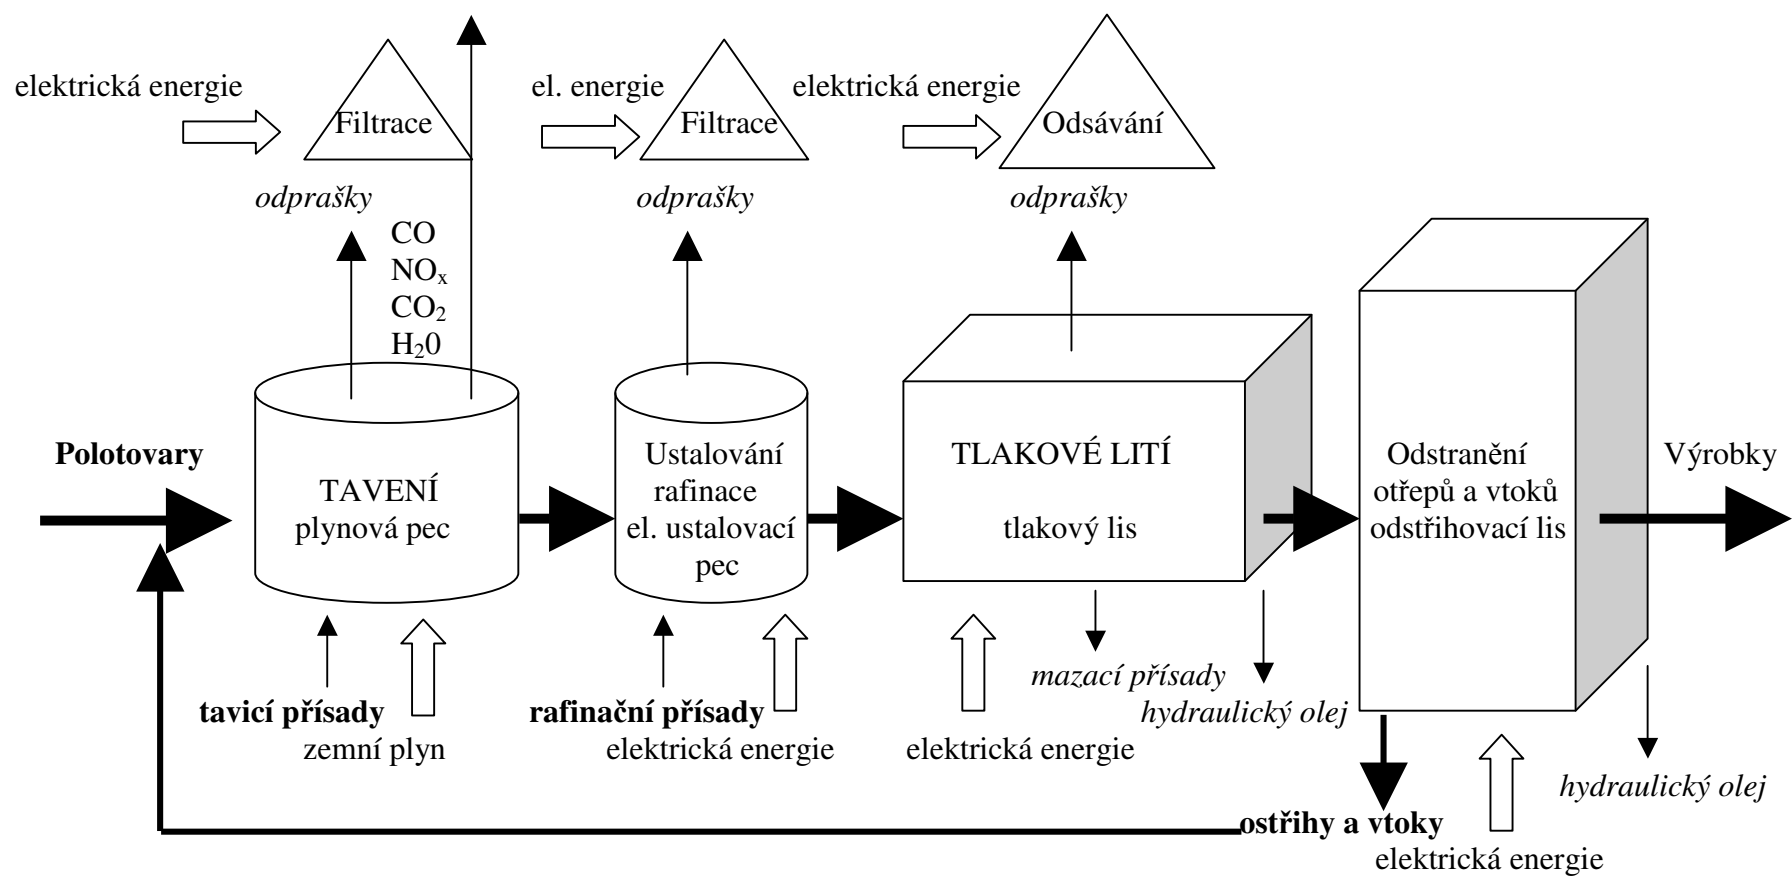 elektrická energie
el. energie
elektrická energie
Filtrace
Filtrace
Odsávání
odprašky
odprašky
odprašky
CO
NOx
CO2
H20
Polotovary
TAVENÍ
plynová pec
Ustalování
rafinace
el. ustalovací
pec
TLAKOVÉ LITÍ
tlakový lis
Odstranění
otřepů a vtoků
odstřihovací lis
Výrobky
tavicí přísady
zemní plyn
rafinační přísady
elektrická energie
elektrická energie
mazací přísady
hydraulický olej
hydraulický olej
ostřihy a vtoky
elektrická energie